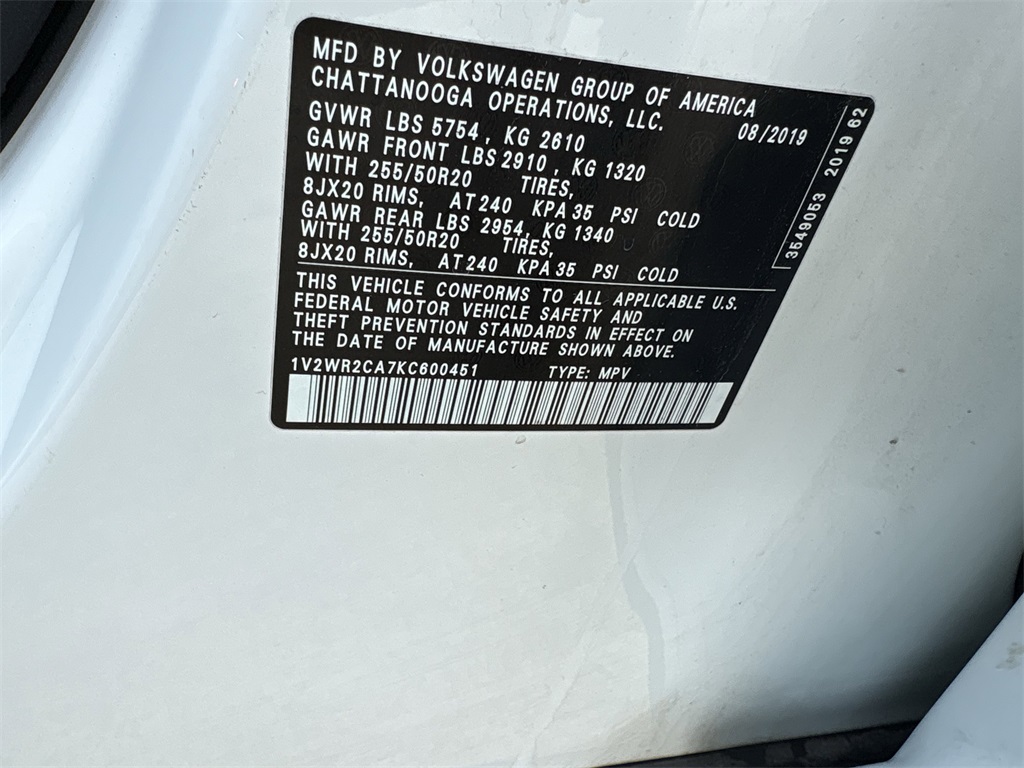 MFD BY VOLKSWAGEN GROUP OF AMERICA
CHATTANOOGA OPERATIONS, LLC.
08/2019
GVWR LBS 5754, KG 2610
GAWR FRONT LBS 2910, KG 1320
WITH 255/50R20 TIRES,
8JX20 RIMS, AT 240 KPA 35 PSI COLD
GAWR REAR LBS 2954, KG 1340
WITH 255/50R20 TIRES,
8JX20 RIMS, AT 240 KPA 35 PSI COLD
THIS VEHICLE CONFORMS TO ALL APPLICABLE U.S.
FEDERAL MOTOR VEHICLE SAFETY AND
THEFT PREVENTION STANDARDS IN EFFECT ON
THE DATE OF MANUFACTURE SHOWN ABOVE.
1V2WR2CA7KC600451 TYPE: MPV
3549053 2019 62